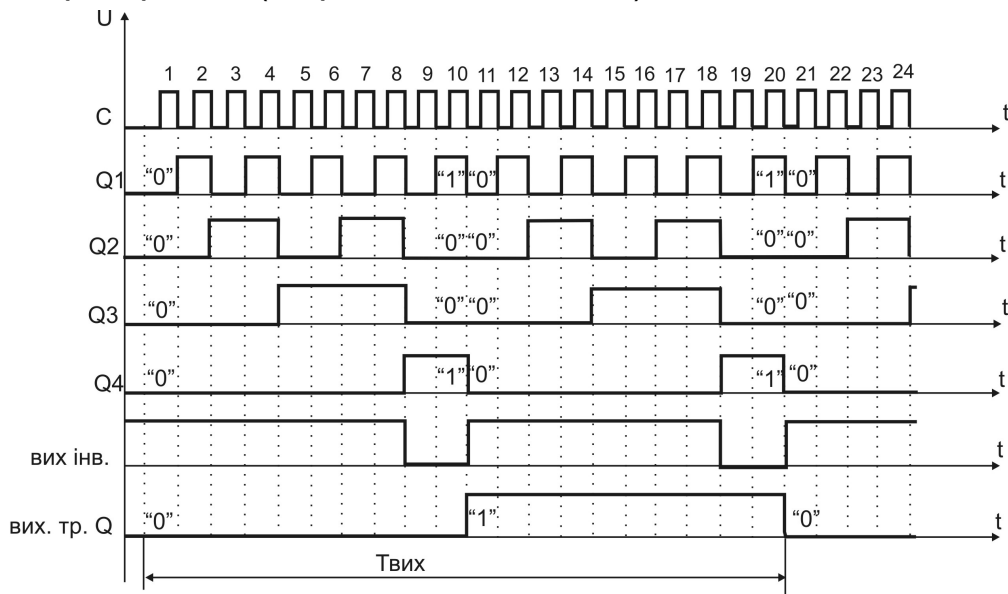 U
1 2 3 4 5 6 7 8 9 10 11 12 13 14 15 16 17 18 19 20 21 22 23 24
C t
Q1 “0” “1” “0” “1” “0” t
Q2 “0” “0” “0” “0” “0” t
Q3 “0” “0” “0” “0” “0” t
Q4 “0” “1” “0” “1” “0” t
вих інв. t
вих. тр. Q “0” “1” “0” t
Tвих